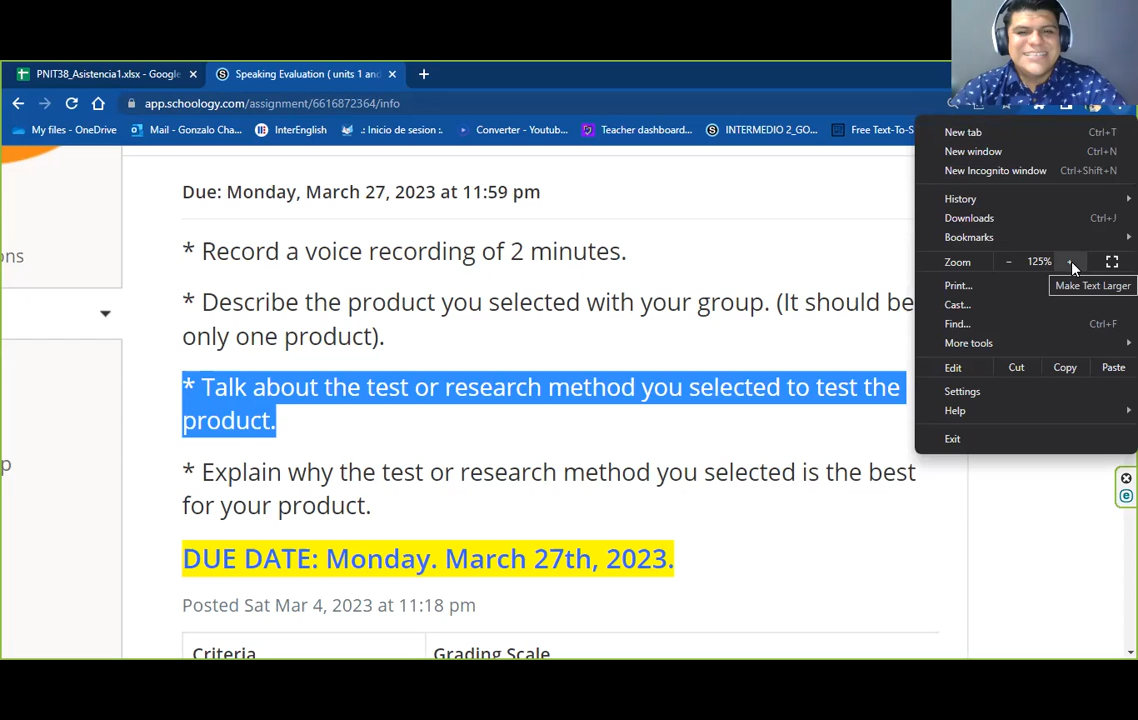 PNIT38_Asistencia1.xlsx - Google
Speaking Evaluation ( units 1 and
app.schoology.com/assignment/6616872364/info
My files - OneDrive
Mail - Gonzalo Cha...
InterEnglish
.: Inicio de sesion :.
Converter - Youtub...
Teacher dashboard...
INTERMEDIO 2_GO...
Free Text-To-S
New tab Ctrl+T
New window Ctrl+N
New Incognito window Ctrl+Shift+N
History
Downloads Ctrl+J
Bookmarks
Zoom - 125% +
Make Text Larger
Print...
Cast...
Find... Ctrl+F
More tools
Edit Cut Copy Paste
Settings
Help
Exit
ons
p
Due: Monday, March 27, 2023 at 11:59 pm
* Record a voice recording of 2 minutes.
* Describe the product you selected with your group. (It should be
only one product).
* Talk about the test or research method you selected to test the
product.
* Explain why the test or research method you selected is the best
for your product.
DUE DATE: Monday. March 27th, 2023.
Posted Sat Mar 4, 2023 at 11:18 pm
Criteria
Grading Scale